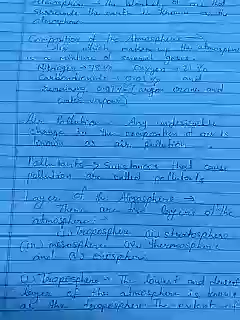 Atmosphere → The blanket of air that
surrounds the earth is known as the
atmosphere
Composition of the Atmosphere →
Air which makes up the atmosphere
is a mixture of several gases.
Nitrogen → 78% Oxygen → 21%
Carbondioxide → 0.03% and
remaining 0.97% (argon ozone and
water vapour)
Air Pollution → Any undesirable
change in the composition of air is
known as air pollution.
Pollutants → Substances that cause
pollution are called pollutants
Layers of the Atmosphere →
There are five layers of the
atmosphere :-
(i) troposphere (ii) stratosphere
(iii) mesosphere (iv) thermosphere
and (v) exosphere
(i) Troposphere → The lowest and densest
layer of the atmosphere is known
as the troposphere. The extent of